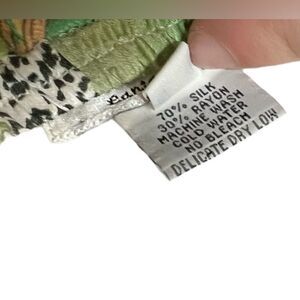 70% SILK
30% RAYON
MACHINE WASH
COLD WATER
NO BLEACH
DELICATE DRY LOW